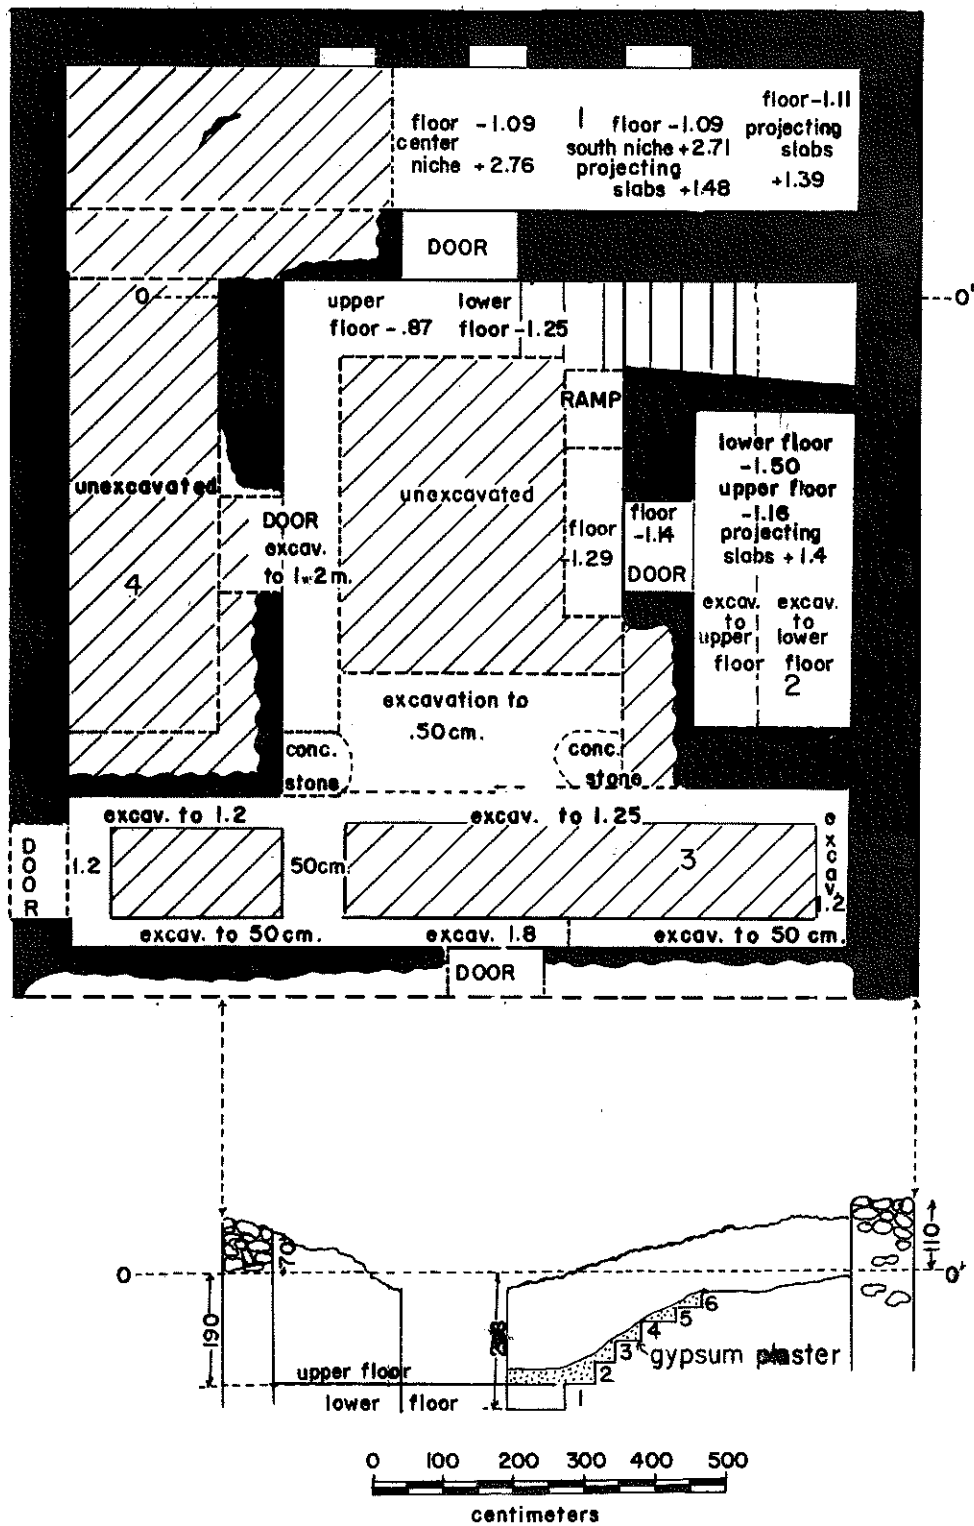 floor -1.09
center
niche +2.76
1
floor -1.09
south niche +2.71
projecting
slabs +1.48
floor -1.11
projecting
slabs
+1.39
DOOR
O
O'
upper
floor -.87
lower
floor -1.25
RAMP
unexcavated
4
DOOR
excav.
to 1.2 m.
unexcavated
floor
-1.29
floor
-1.14
DOOR
lower floor
-1.50
upper floor
-1.16
projecting
slabs +1.4
excav.
to
upper
floor
excav.
to
lower
floor
2
excavation to
.50cm.
conc.
stone
conc.
stone
excav. to 1.2
excav. to 1.25
DOOR
1.2
50cm.
3
excav.
1.2
excav. to 50cm.
excav. 1.8
excav. to 50 cm.
DOOR
70
110
O
O'
190
6
5
4
3
2
1
gypsum plaster
upper floor
lower floor
0 100 200 300 400 500
centimeters